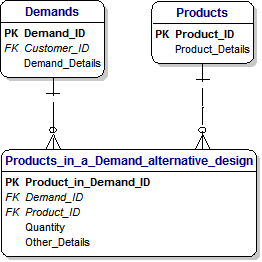 Demands
PK Demand_ID
FK Customer_ID
Demand_Details
Products
PK Product_ID
Product_Details
Products_in_a_Demand_alternative_design
PK Product_in_Demand_ID
FK Demand_ID
FK Product_ID
Quantity
Other_Details